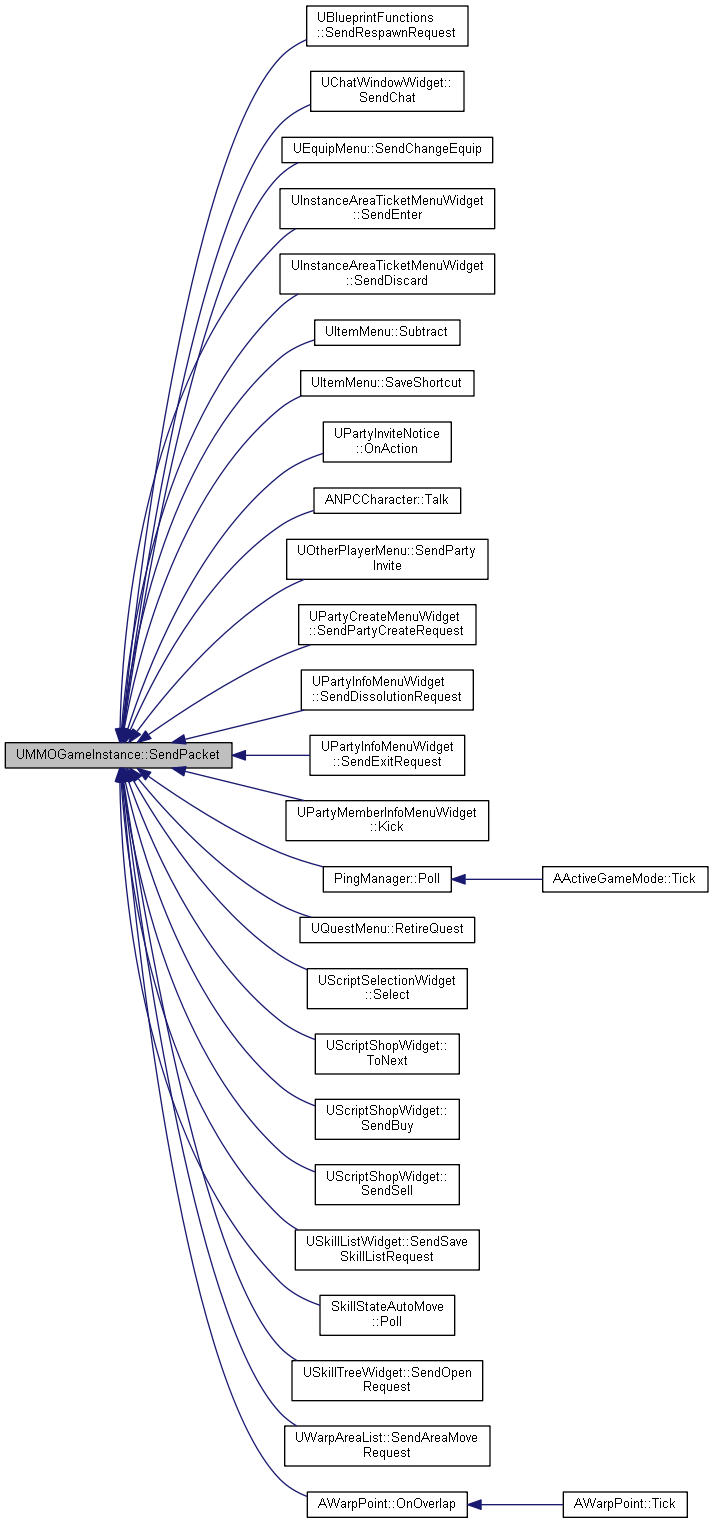 UBlueprintFunctions
::SendRespawnRequest
UChatWindowWidget::
SendChat
UEquipMenu::SendChangeEquip
UInstanceAreaTicketMenuWidget
::SendEnter
UInstanceAreaTicketMenuWidget
::SendDiscard
UItemMenu::Subtract
UItemMenu::SaveShortcut
UPartyInviteNotice
::OnAction
ANPCCharacter::Talk
UOtherPlayerMenu::SendParty
Invite
UPartyCreateMenuWidget
::SendPartyCreateRequest
UPartyInfoMenuWidget
::SendDissolutionRequest
UMMOGameInstance::SendPacket
UPartyInfoMenuWidget
::SendExitRequest
UPartyMemberInfoMenuWidget
::Kick
PingManager::Poll
AActiveGameMode::Tick
UQuestMenu::RetireQuest
UScriptSelectionWidget
::Select
UScriptShopWidget::
ToNext
UScriptShopWidget::
SendBuy
UScriptShopWidget::
SendSell
USkillListWidget::SendSave
SkillListRequest
SkillStateAutoMove
::Poll
USkillTreeWidget::SendOpen
Request
UWarpAreaList::SendAreaMove
Request
AWarpPoint::OnOverlap
AWarpPoint::Tick